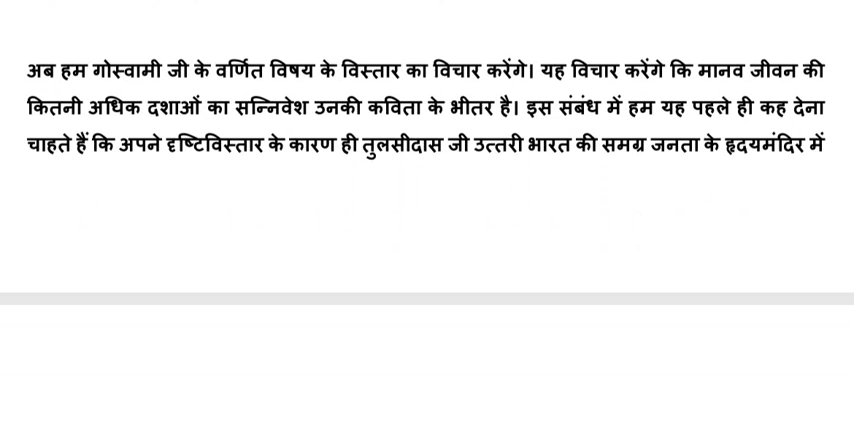 अब हम गोस्वामी जी के वर्णित विषय के विस्तार का विचार करेंगे। यह विचार करेंगे कि मानव जीवन की
कितनी अधिक दशाओं का सन्निवेश उनकी कविता के भीतर है। इस संबंध में हम यह पहले ही कह देना
चाहते हैं कि अपने दृष्टिविस्तार के कारण ही तुलसीदास जी उत्तरी भारत की समग्र जनता के हृदयमंदिर में